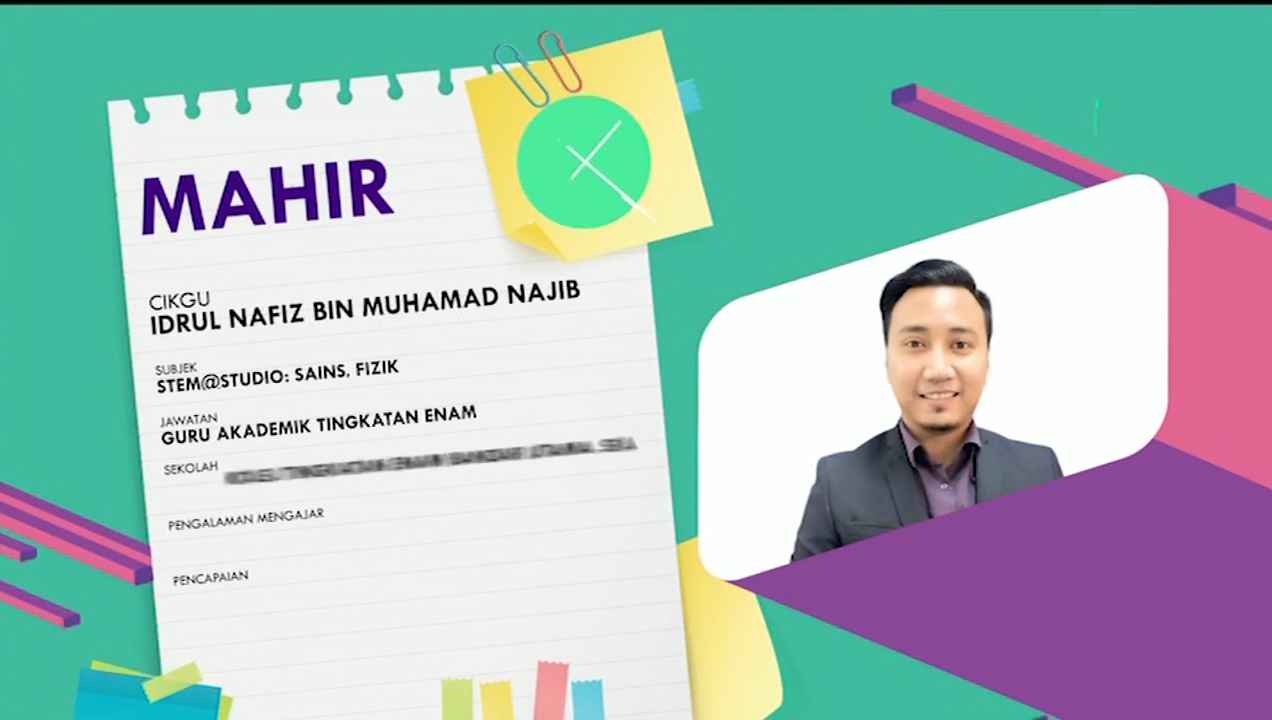 MAHIR
CIKGU
IDRUL NAFIZ BIN MUHAMAD NAJIB
SUBJEK
STEM@STUDIO: SAINS, FIZIK
JAWATAN
GURU AKADEMIK TINGKATAN ENAM
SEKOLAH
PENGALAMAN MENGAJAR
PENCAPAIAN